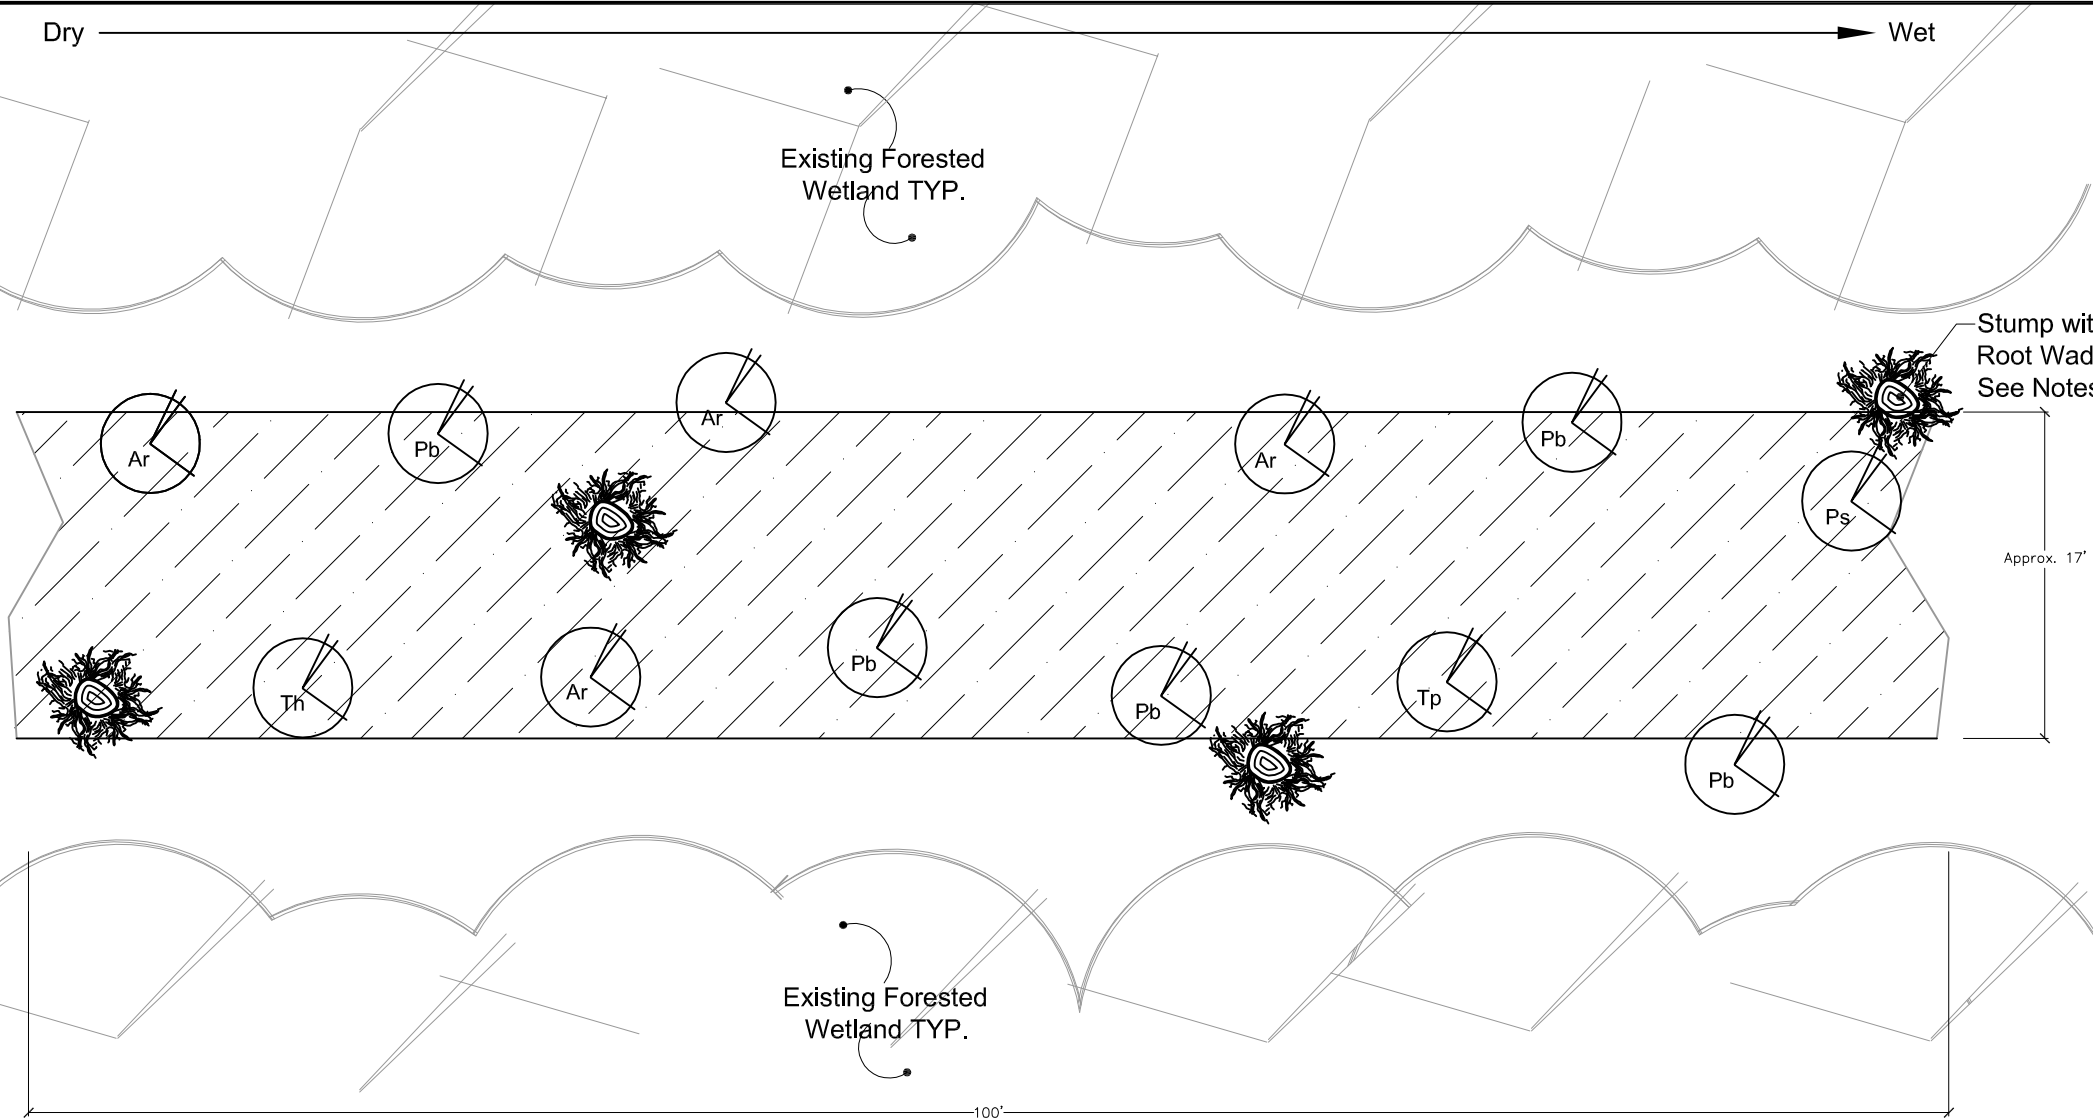 Dry
Wet
Existing Forested
Wetland TYP.
Stump wit
Root Wad
See Notes
Ar
Pb
Ar
Ar
Pb
Ps
Approx. 17'
Th
Ar
Pb
Pb
Tp
Pb
Existing Forested
Wetland TYP.
100'